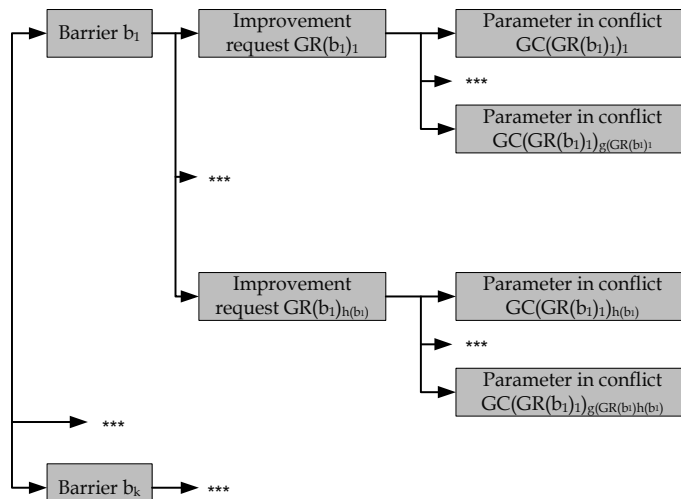 Barrier b₁
Improvement
request GR(b₁)₁
Parameter in conflict
GC(GR(b₁)₁)₁
***
Parameter in conflict
GC(GR(b₁)₁)g(GR(b₁)₁
***
Improvement
request GR(b₁)h(b₁)
Parameter in conflict
GC(GR(b₁)₁)h(b₁)
***
Parameter in conflict
GC(GR(b₁)₁)g(GR(b₁)h(b₁)
***
Barrier bₖ
***